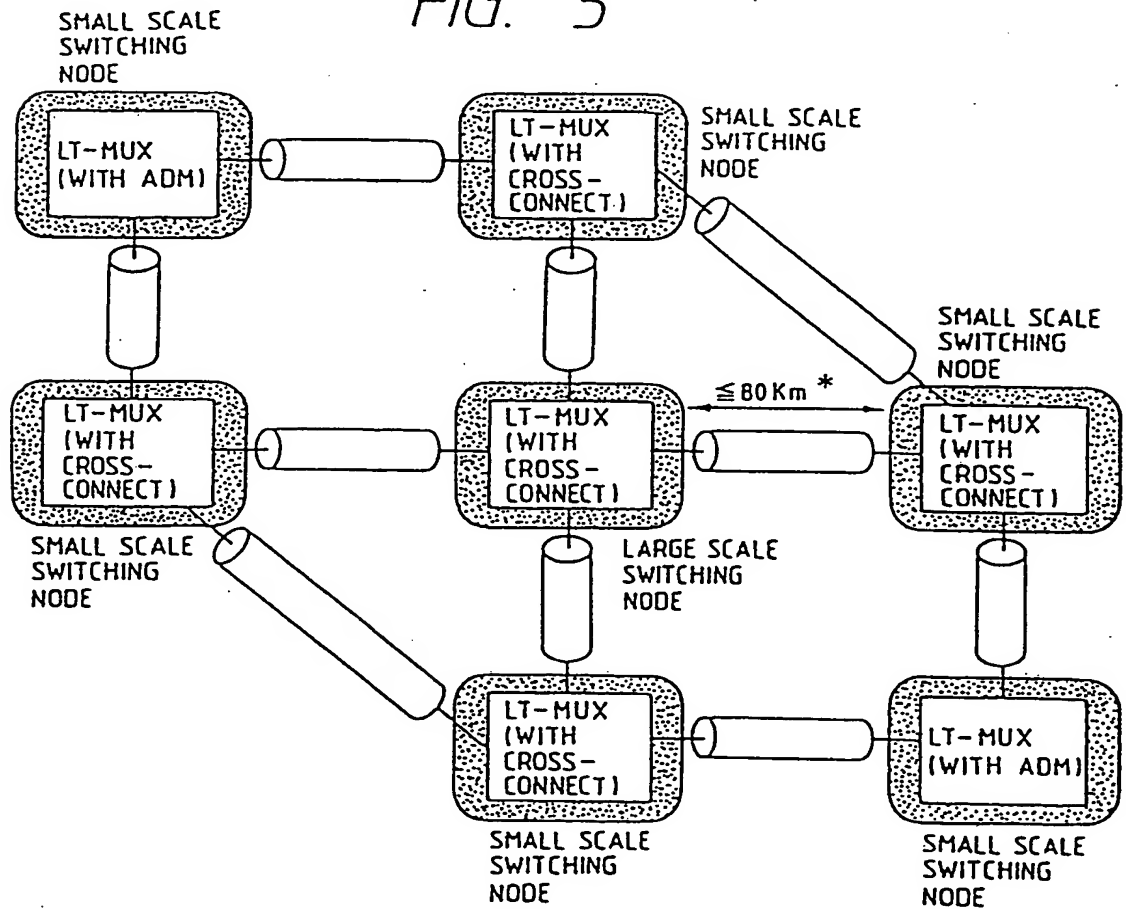 FIG. 5
SMALL SCALE
SWITCHING
NODE
LT-MUX
(WITH ADM)
LT-MUX
(WITH
CROSS-
CONNECT)
SMALL SCALE
SWITCHING
NODE
SMALL SCALE
SWITCHING
NODE
LT-MUX
(WITH
CROSS-
CONNECT)
SMALL SCALE
SWITCHING
NODE
LT-MUX
(WITH
CROSS-
CONNECT)
LARGE SCALE
SWITCHING
NODE
≦80Km*
LT-MUX
(WITH
CROSS-
CONNECT)
LT-MUX
(WITH
CROSS-
CONNECT)
SMALL SCALE
SWITCHING
NODE
LT-MUX
(WITH ADM)
SMALL SCALE
SWITCHING
NODE